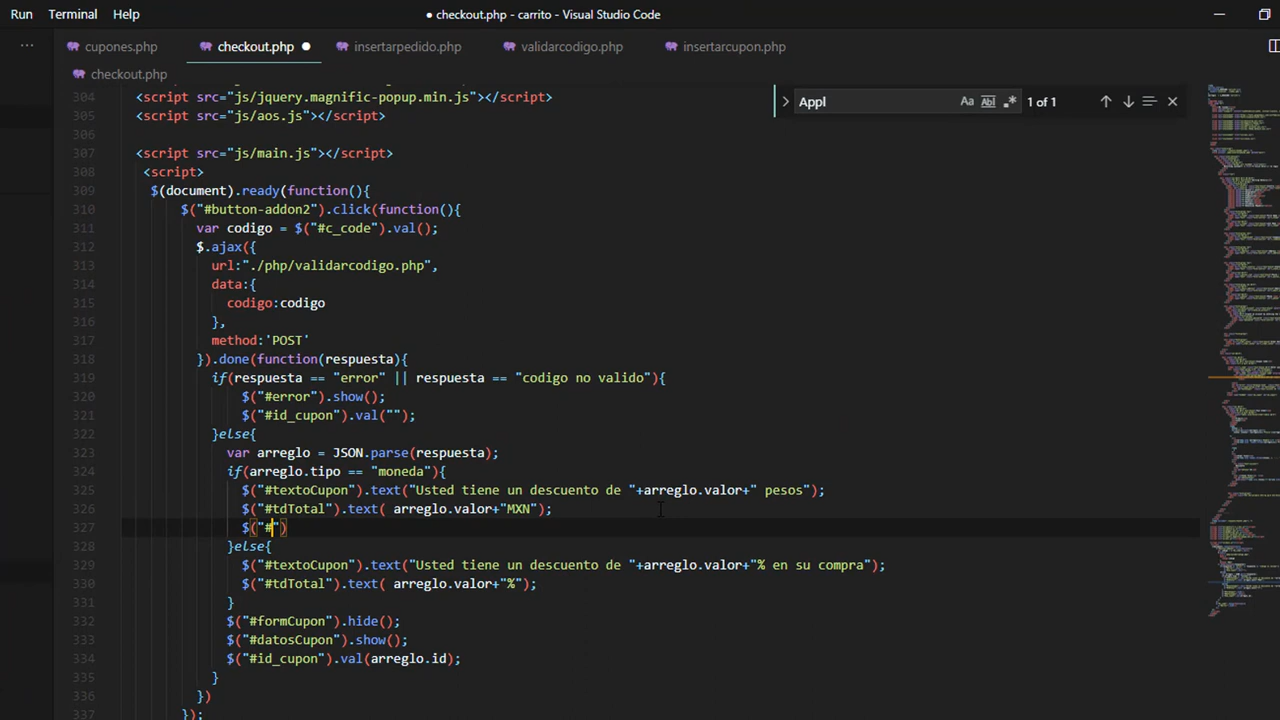 Run Terminal Help ● checkout.php - carrito - Visual Studio Code
··· cupones.php checkout.php ● insertarpedido.php validarcodigo.php insertarcupon.php
checkout.php
Appl Aa Abl .* 1 of 1
304 <script src="js/jquery.magnific-popup.min.js"></script>
305 <script src="js/aos.js"></script>
306
307 <script src="js/main.js"></script>
308 <script>
309 $(document).ready(function(){
310 $("#button-addon2").click(function(){
311 var codigo = $("#c_code").val();
312 $.ajax({
313 url:"./php/validarcodigo.php",
314 data:{
315 codigo:codigo
316 },
317 method:'POST'
318 }).done(function(respuesta){
319 if(respuesta == "error" || respuesta == "codigo no valido"){
320 $("#error").show();
321 $("#id_cupon").val("");
322 }else{
323 var arreglo = JSON.parse(respuesta);
324 if(arreglo.tipo == "moneda"){
325 $("#textoCupon").text("Usted tiene un descuento de "+arreglo.valor+" pesos");
326 $("#tdTotal").text( arreglo.valor+"MXN");
327 $("#")
328 }else{
329 $("#textoCupon").text("Usted tiene un descuento de "+arreglo.valor+"% en su compra");
330 $("#tdTotal").text( arreglo.valor+"%");
331 }
332 $("#formCupon").hide();
333 $("#datosCupon").show();
334 $("#id_cupon").val(arreglo.id);
335 }
336 })
337 });